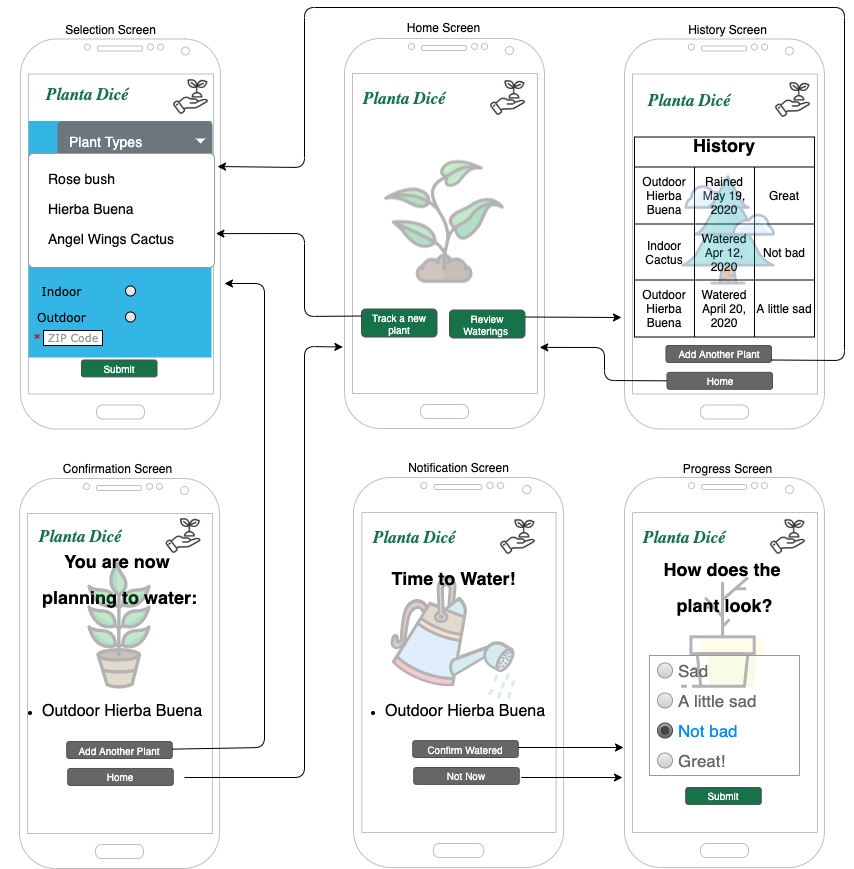 Selection Screen
Planta Dicé
Plant Types
Rose bush
Hierba Buena
Angel Wings Cactus
Indoor
Outdoor
* ZIP Code
Submit
Home Screen
Planta Dicé
Track a new
plant
Review
Waterings
History Screen
Planta Dicé
History
Outdoor
Hierba
Buena
Rained
May 19,
2020
Great
Indoor
Cactus
Watered
Apr 12,
2020
Not bad
Outdoor
Hierba
Buena
Watered
April 20,
2020
A little sad
Add Another Plant
Home
Confirmation Screen
Planta Dicé
You are now
planning to water:
• Outdoor Hierba Buena
Add Another Plant
Home
Notification Screen
Planta Dicé
Time to Water!
• Outdoor Hierba Buena
Confirm Watered
Not Now
Progress Screen
Planta Dicé
How does the
plant look?
Sad
A little sad
Not bad
Great!
Submit